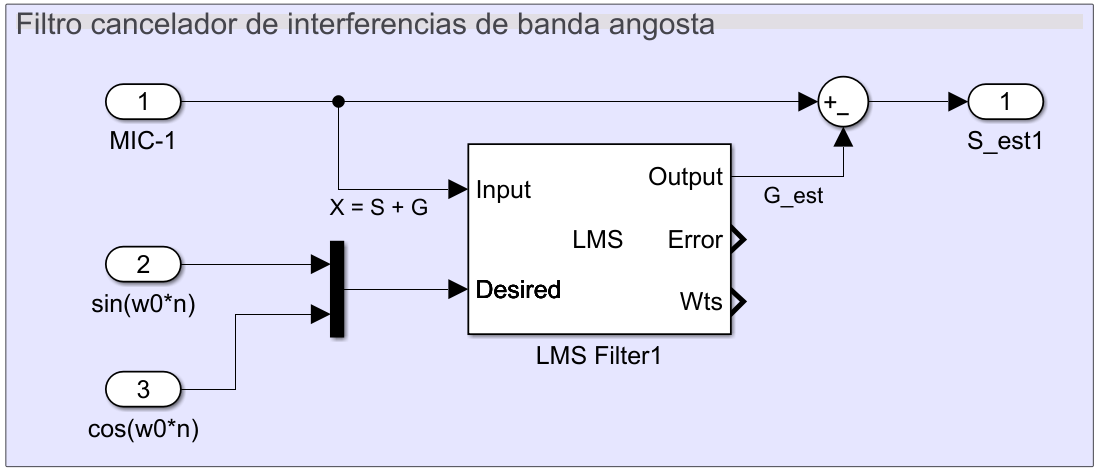 Filtro cancelador de interferencias de banda angosta
1
MIC-1
+
_
1
S_est1
X = S + G
Input
Output
G_est
LMS
Error
Desired
Wts
LMS Filter1
2
sin(w0*n)
3
cos(w0*n)